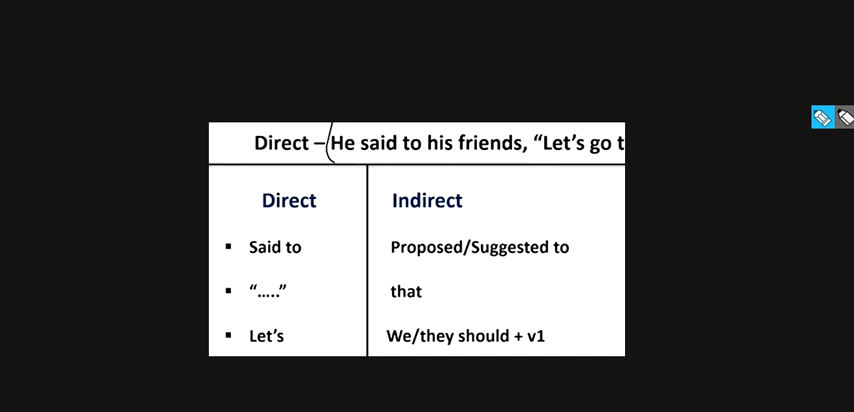 Direct – He said to his friends, “Let’s go t
Direct Indirect
▪ Said to Proposed/Suggested to
▪ “.....” that
▪ Let’s We/they should + v1